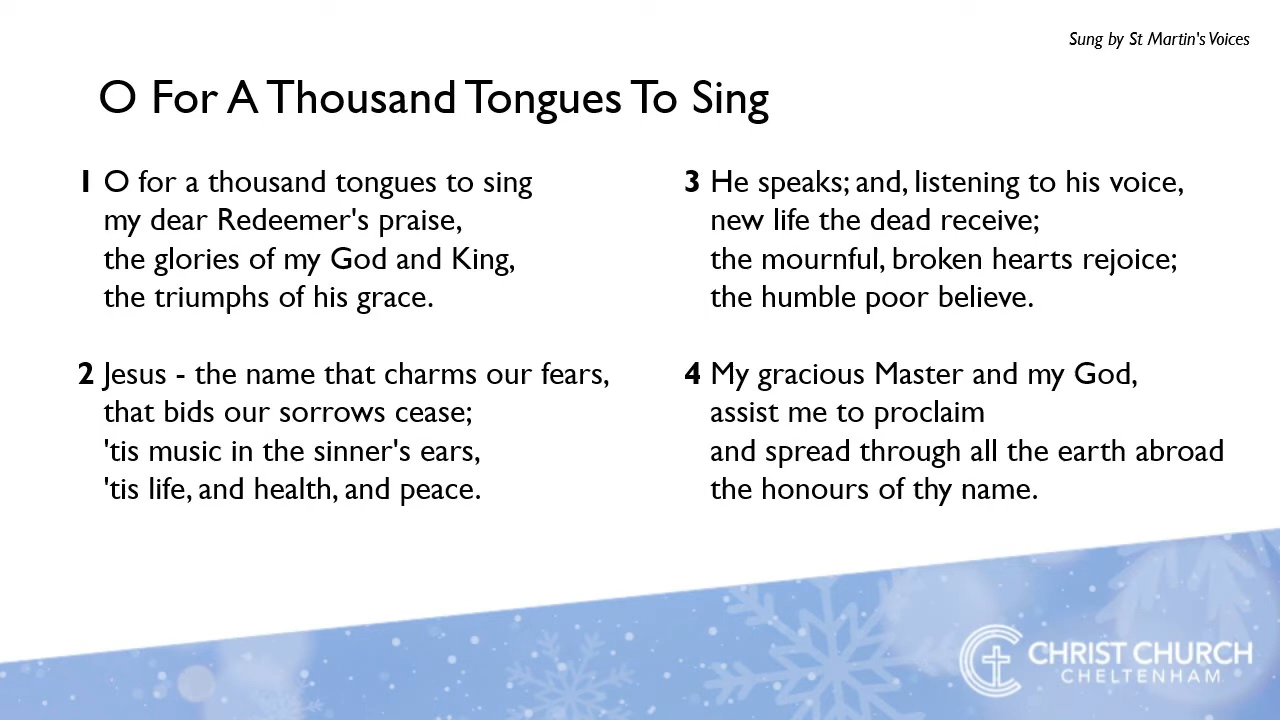 Sung by St Martin's Voices
O For A Thousand Tongues To Sing
1 O for a thousand tongues to sing
my dear Redeemer's praise,
the glories of my God and King,
the triumphs of his grace.
2 Jesus - the name that charms our fears,
that bids our sorrows cease;
'tis music in the sinner's ears,
'tis life, and health, and peace.
3 He speaks; and, listening to his voice,
new life the dead receive;
the mournful, broken hearts rejoice;
the humble poor believe.
4 My gracious Master and my God,
assist me to proclaim
and spread through all the earth abroad
the honours of thy name.
CHRIST CHURCH
CHELTENHAM